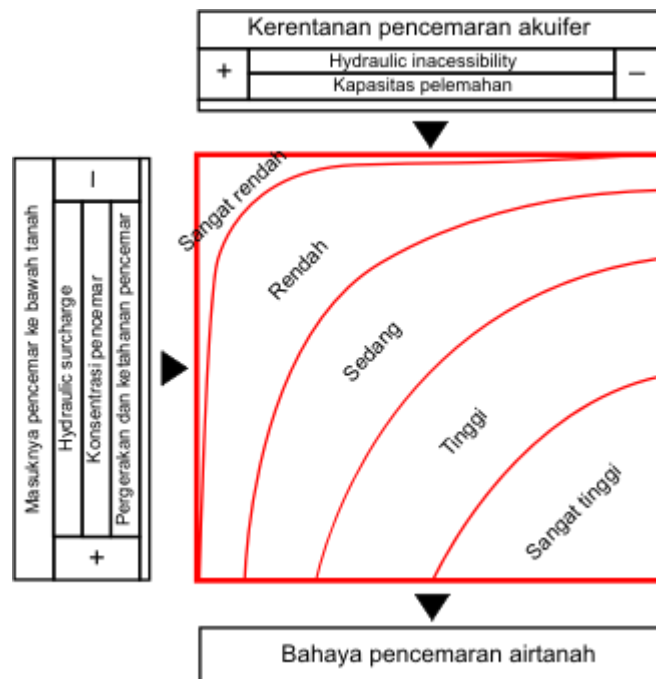 Kerentanan pencemaran akuifer
+
Hydraulic inacessibility
Kapasitas pelemahan
−
Masuknya pencemar ke bawah tanah
−
Hydraulic surcharge
Konsentrasi pencemar
Pergerakan dan ketahanan pencemar
+
Sangat rendah
Rendah
Sedang
Tinggi
Sangat tinggi
Bahaya pencemaran airtanah